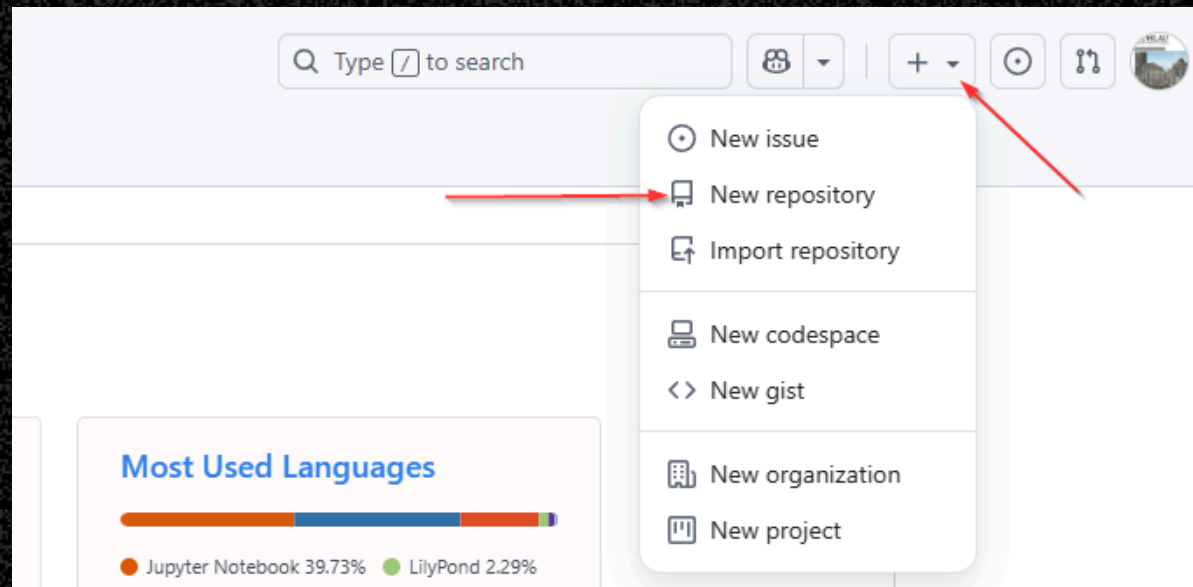 Type / to search
New issue
New repository
Import repository
New codespace
New gist
New organization
New project
Most Used Languages
Jupyter Notebook 39.73% LilyPond 2.29%